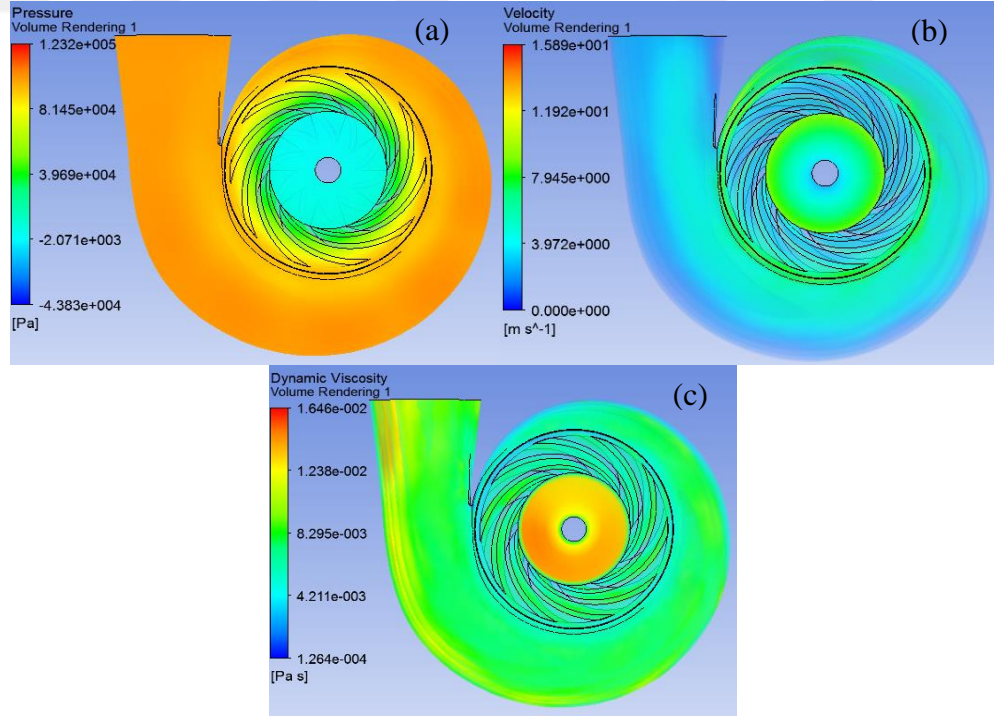 Pressure
Volume Rendering 1
(a)
1.232e+005
8.145e+004
3.969e+004
-2.071e+003
-4.383e+004
[Pa]
Velocity
Volume Rendering 1
(b)
1.589e+001
1.192e+001
7.945e+000
3.972e+000
0.000e+000
[m s^-1]
Dynamic Viscosity
Volume Rendering 1
(c)
1.646e-002
1.238e-002
8.295e-003
4.211e-003
1.264e-004
[Pa s]